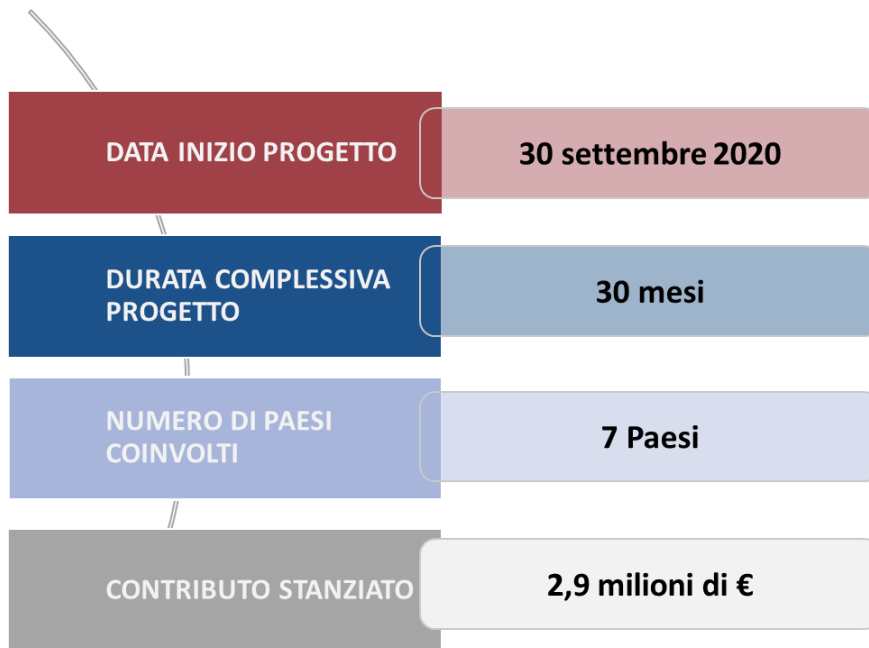 DATA INIZIO PROGETTO
30 settembre 2020
DURATA COMPLESSIVA
PROGETTO
30 mesi
NUMERO DI PAESI
COINVOLTI
7 Paesi
CONTRIBUTO STANZIATO
2,9 milioni di €